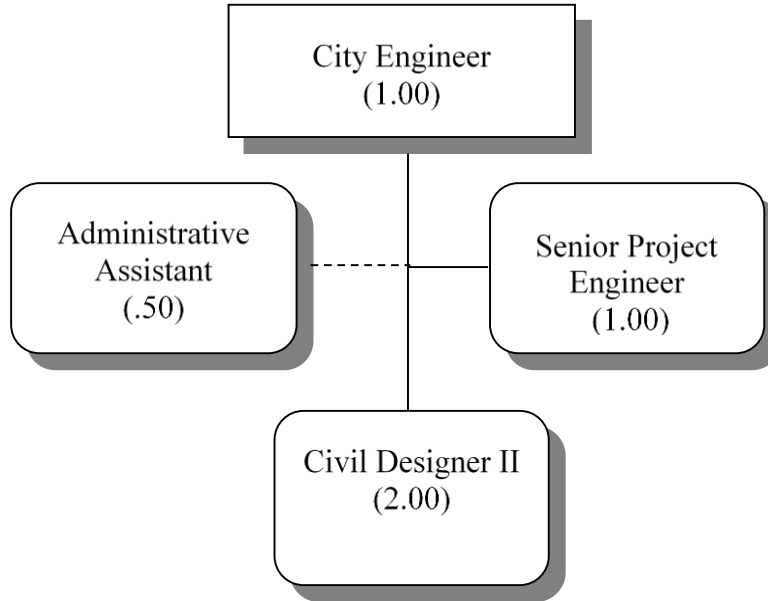 City Engineer
(1.00)
Administrative
Assistant
(.50)
Senior Project
Engineer
(1.00)
Civil Designer II
(2.00)